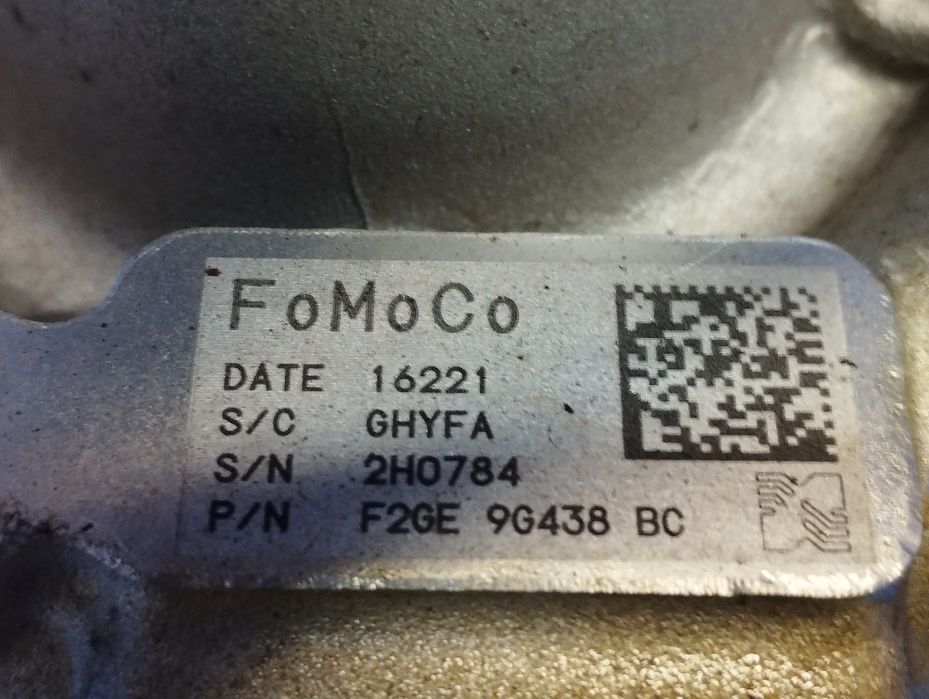 FoMoCo
DATE 16221
S/C GHYFA
S/N 2H0784
P/N F2GE 9G438 BC